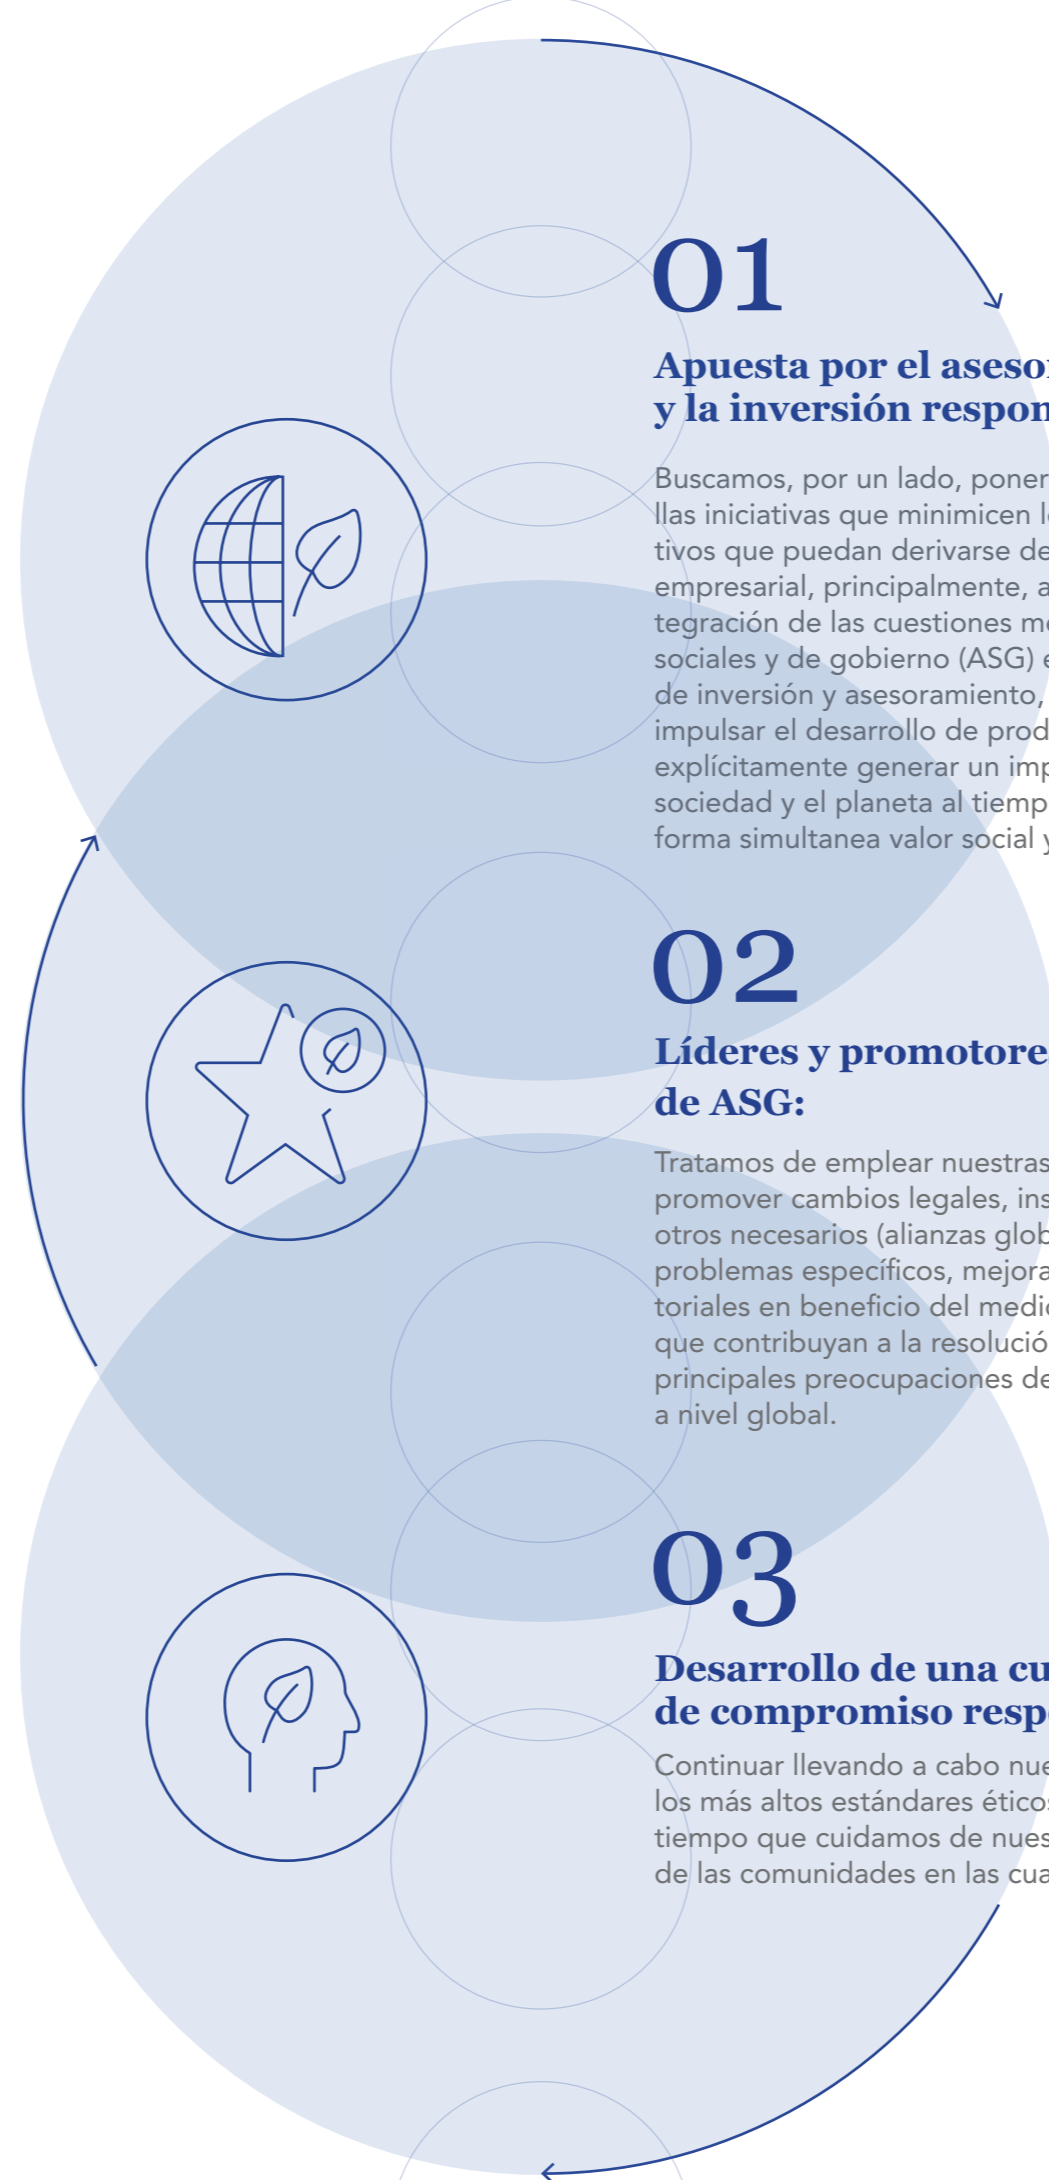 01
Apuesta por el aseso
y la inversión respon
Buscamos, por un lado, poner
llas iniciativas que minimicen l
tivos que puedan derivarse de
empresarial, principalmente, a
tegración de las cuestiones m
sociales y de gobierno (ASG) e
de inversión y asesoramiento,
impulsar el desarrollo de prod
explícitamente generar un imp
sociedad y el planeta al tiemp
forma simultanea valor social y
02
Líderes y promotore
de ASG:
Tratamos de emplear nuestras
promover cambios legales, ins
otros necesarios (alianzas glob
problemas específicos, mejora
toriales en beneficio del medi
que contribuyan a la resolució
principales preocupaciones de
a nivel global.
03
Desarrollo de una cu
de compromiso resp
Continuar llevando a cabo nue
los más altos estándares éticos
tiempo que cuidamos de nues
de las comunidades en las cua